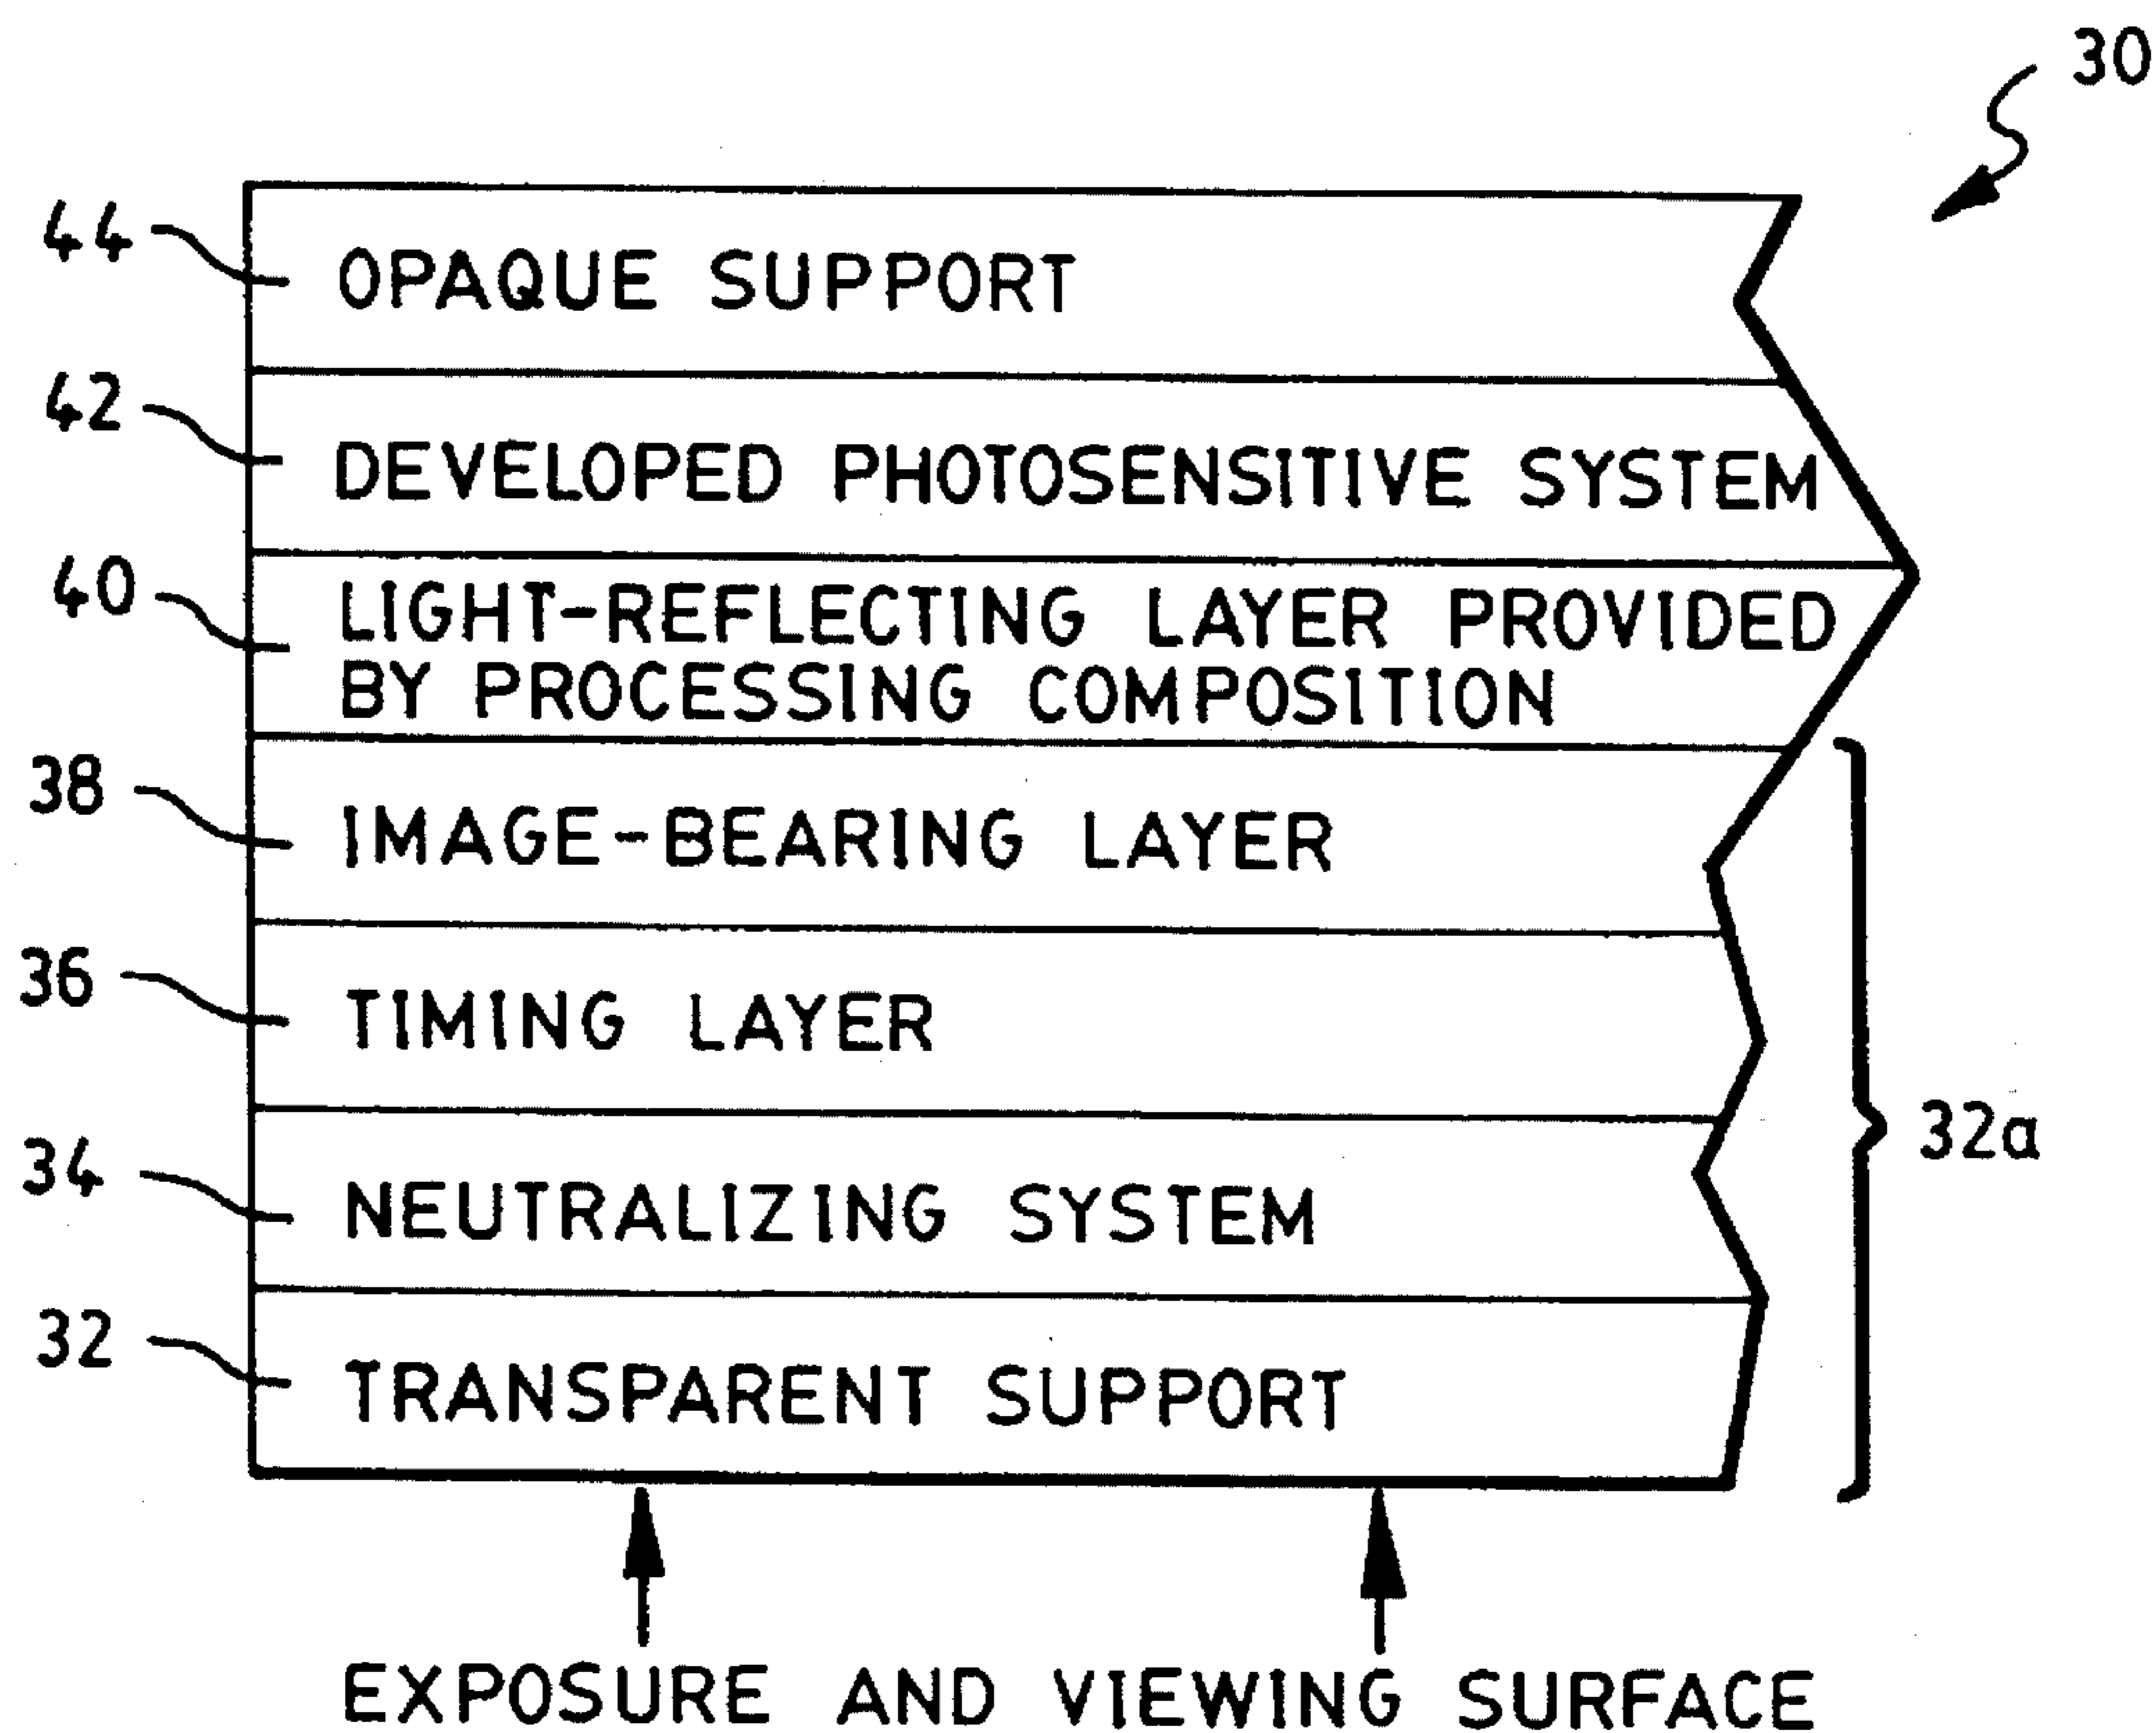 30
44 OPAQUE SUPPORT
42 DEVELOPED PHOTOSENSITIVE SYSTEM
40 LIGHT-REFLECTING LAYER PROVIDED
BY PROCESSING COMPOSITION
38 IMAGE-BEARING LAYER
36 TIMING LAYER
32a
34 NEUTRALIZING SYSTEM
32 TRANSPARENT SUPPORT
EXPOSURE AND VIEWING SURFACE